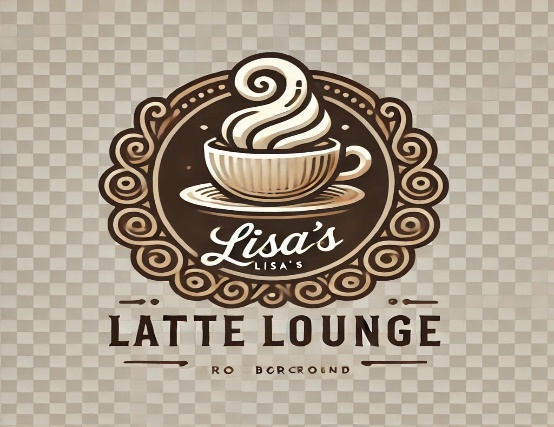 Lisa's
LISA'S
LATTE LOUNGE
RO BORCROUND